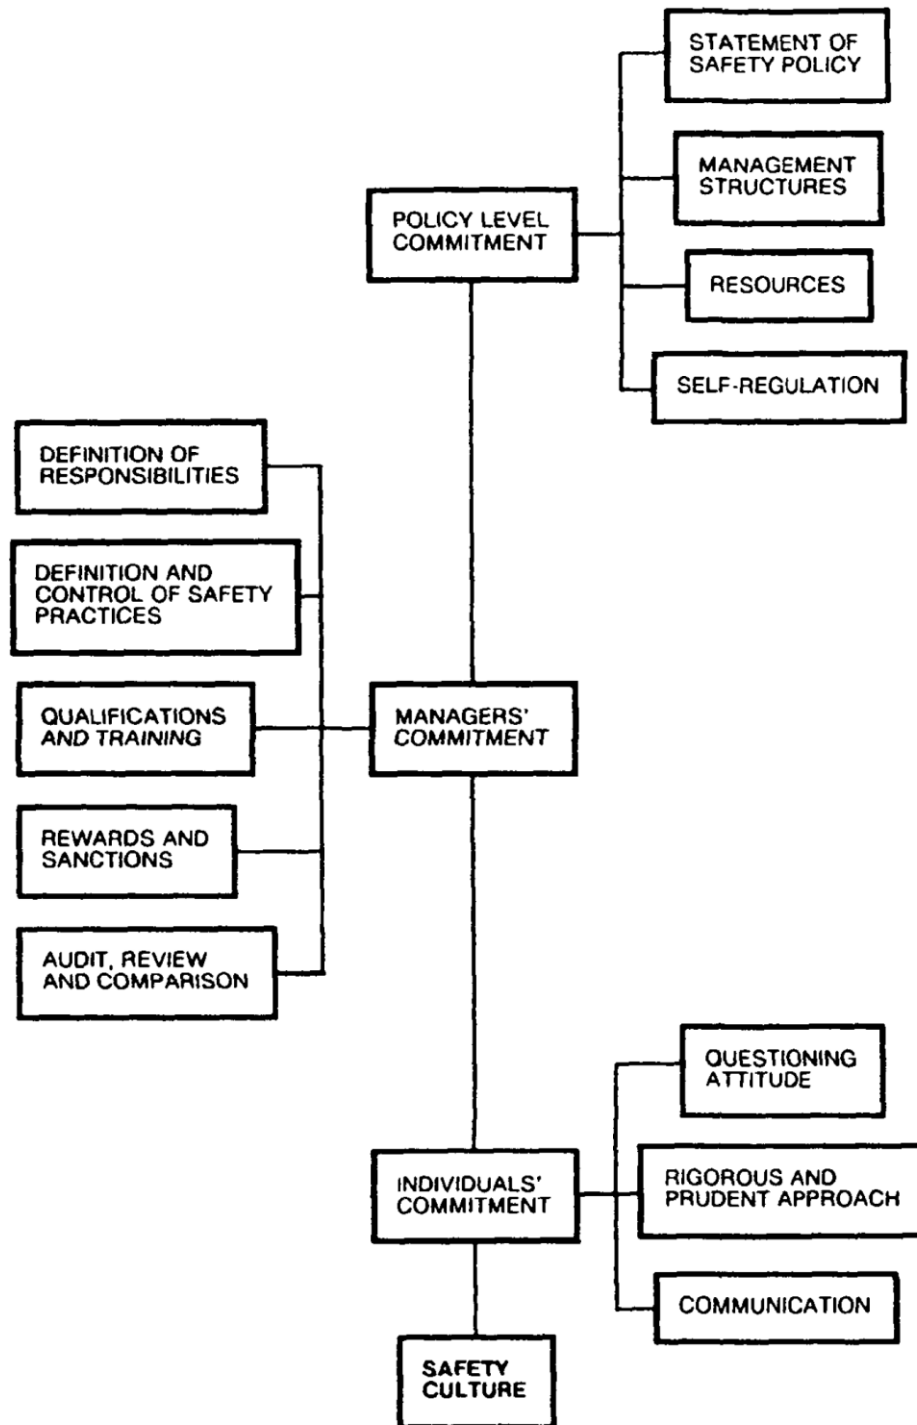 STATEMENT OF
SAFETY POLICY
MANAGEMENT
STRUCTURES
POLICY LEVEL
COMMITMENT
RESOURCES
SELF-REGULATION
DEFINITION OF
RESPONSIBILITIES
DEFINITION AND
CONTROL OF SAFETY
PRACTICES
QUALIFICATIONS
AND TRAINING
MANAGERS'
COMMITMENT
REWARDS AND
SANCTIONS
AUDIT, REVIEW
AND COMPARISON
QUESTIONING
ATTITUDE
INDIVIDUALS'
COMMITMENT
RIGOROUS AND
PRUDENT APPROACH
COMMUNICATION
SAFETY
CULTURE